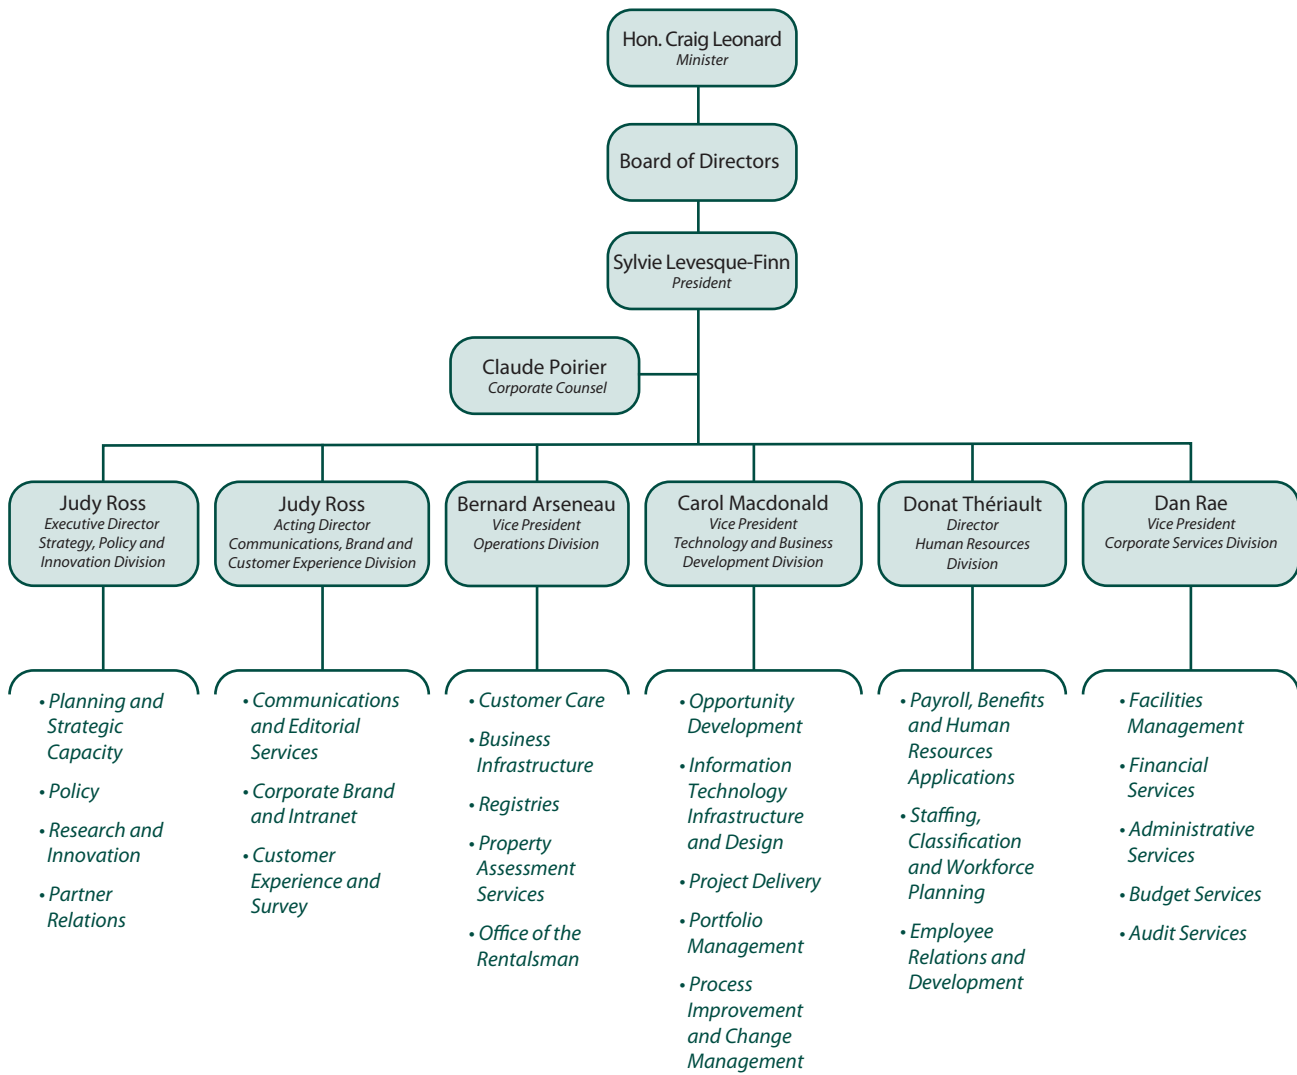 Hon. Craig Leonard
Minister
Board of Directors
Sylvie Levesque-Finn
President
Claude Poirier
Corporate Counsel
Judy Ross
Executive Director
Strategy, Policy and
Innovation Division
Judy Ross
Acting Director
Communications, Brand and
Customer Experience Division
Bernard Arseneau
Vice President
Operations Division
Carol Macdonald
Vice President
Technology and Business
Development Division
Donat Thériault
Director
Human Resources
Division
Dan Rae
Vice President
Corporate Services Division
• Planning and
Strategic
Capacity
• Policy
• Research and
Innovation
• Partner
Relations
• Communications
and Editorial
Services
• Corporate Brand
and Intranet
• Customer
Experience and
Survey
• Customer Care
• Business
Infrastructure
• Registries
• Property
Assessment
Services
• Office of the
Rentalsman
• Opportunity
Development
• Information
Technology
Infrastructure
and Design
• Project Delivery
• Portfolio
Management
• Process
Improvement
and Change
Management
• Payroll, Benefits
and Human
Resources
Applications
• Staffing,
Classification
and Workforce
Planning
• Employee
Relations and
Development
• Facilities
Management
• Financial
Services
• Administrative
Services
• Budget Services
• Audit Services